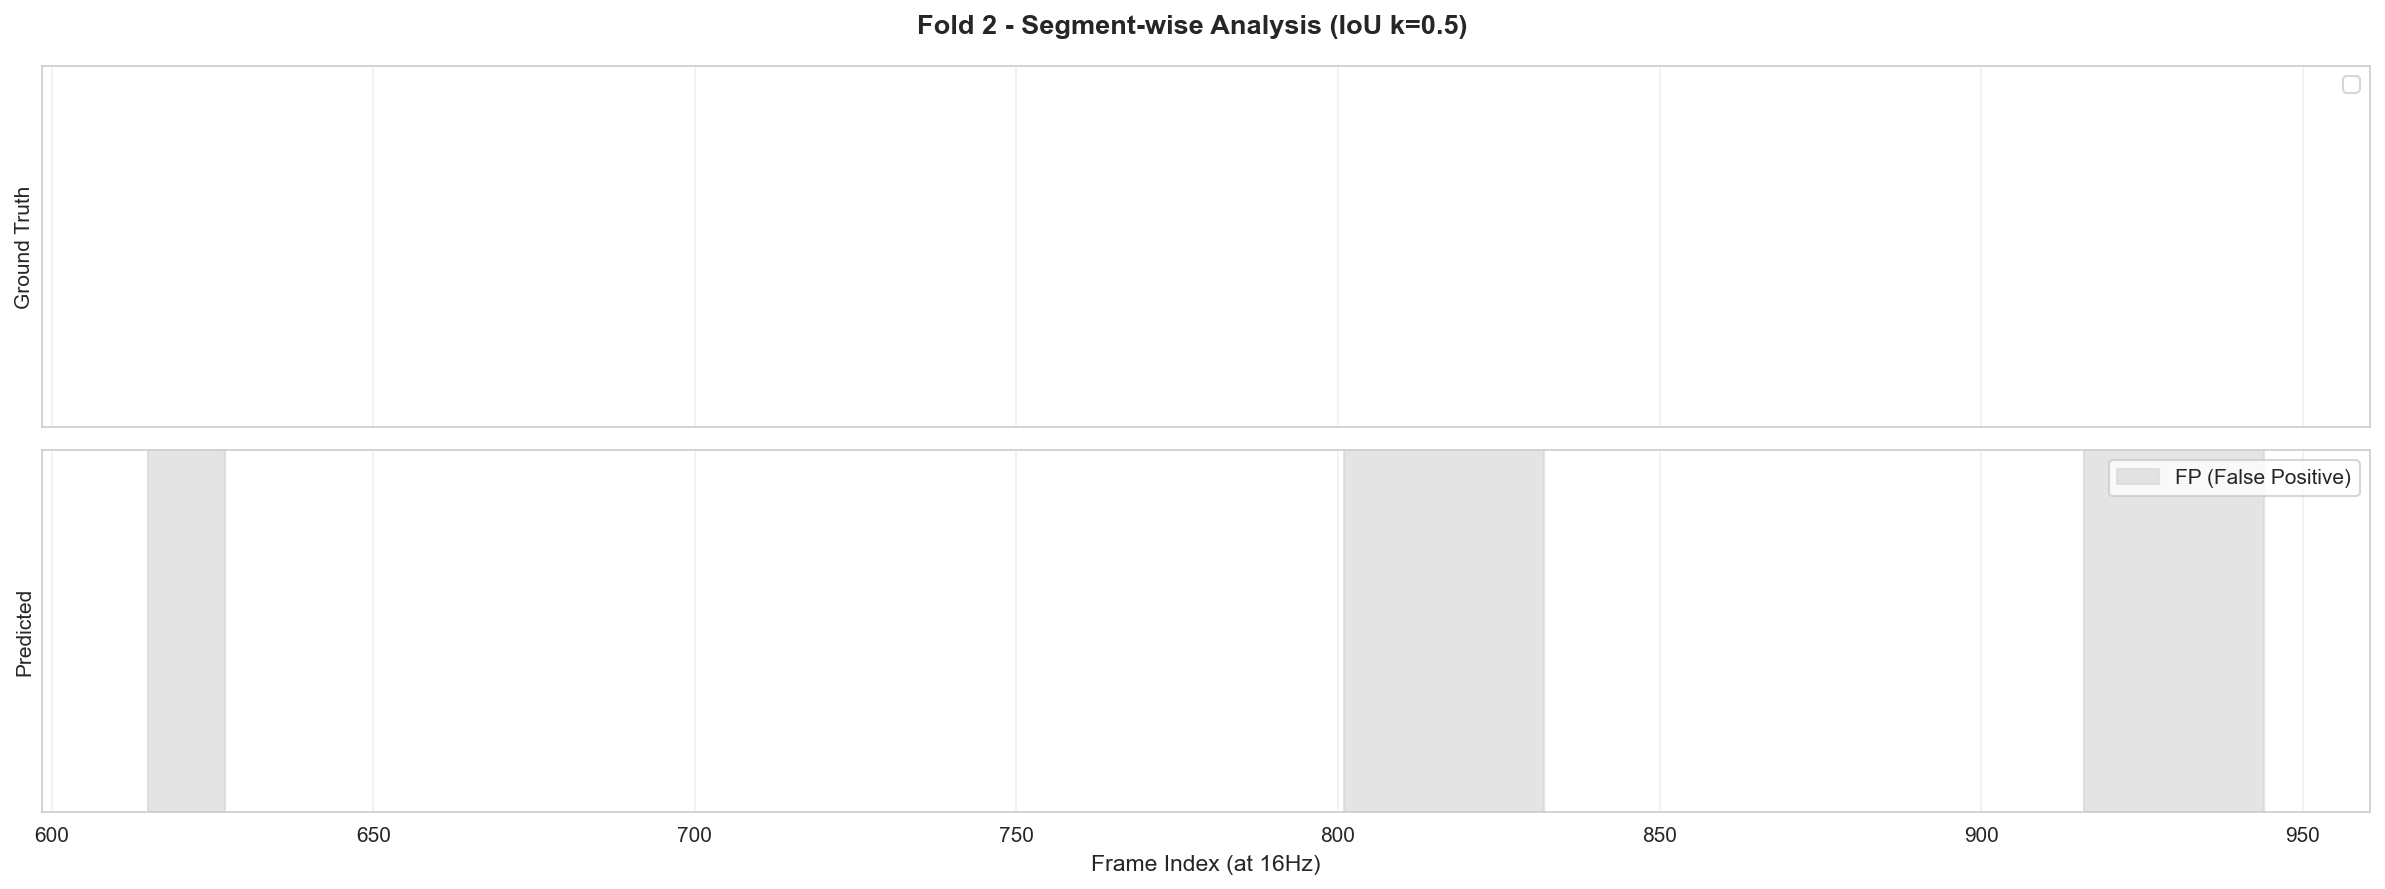 Fold 2 - Segment-wise Analysis (IoU k=0.5)
Ground Truth
FP (False Positive)
Predicted
600 650 700 750 800 850 900 950
Frame Index (at 16Hz)